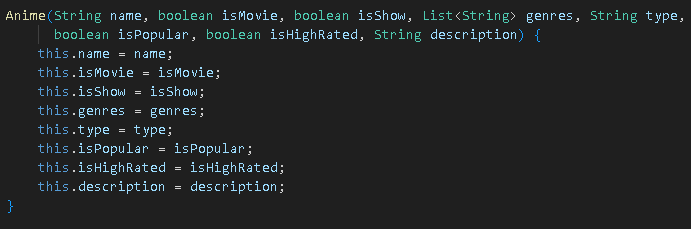 Anime(String name, boolean isMovie, boolean isShow, List<String> genres, String type,
boolean isPopular, boolean isHighRated, String description) {
this.name = name;
this.isMovie = isMovie;
this.isShow = isShow;
this.genres = genres;
this.type = type;
this.isPopular = isPopular;
this.isHighRated = isHighRated;
this.description = description;
}